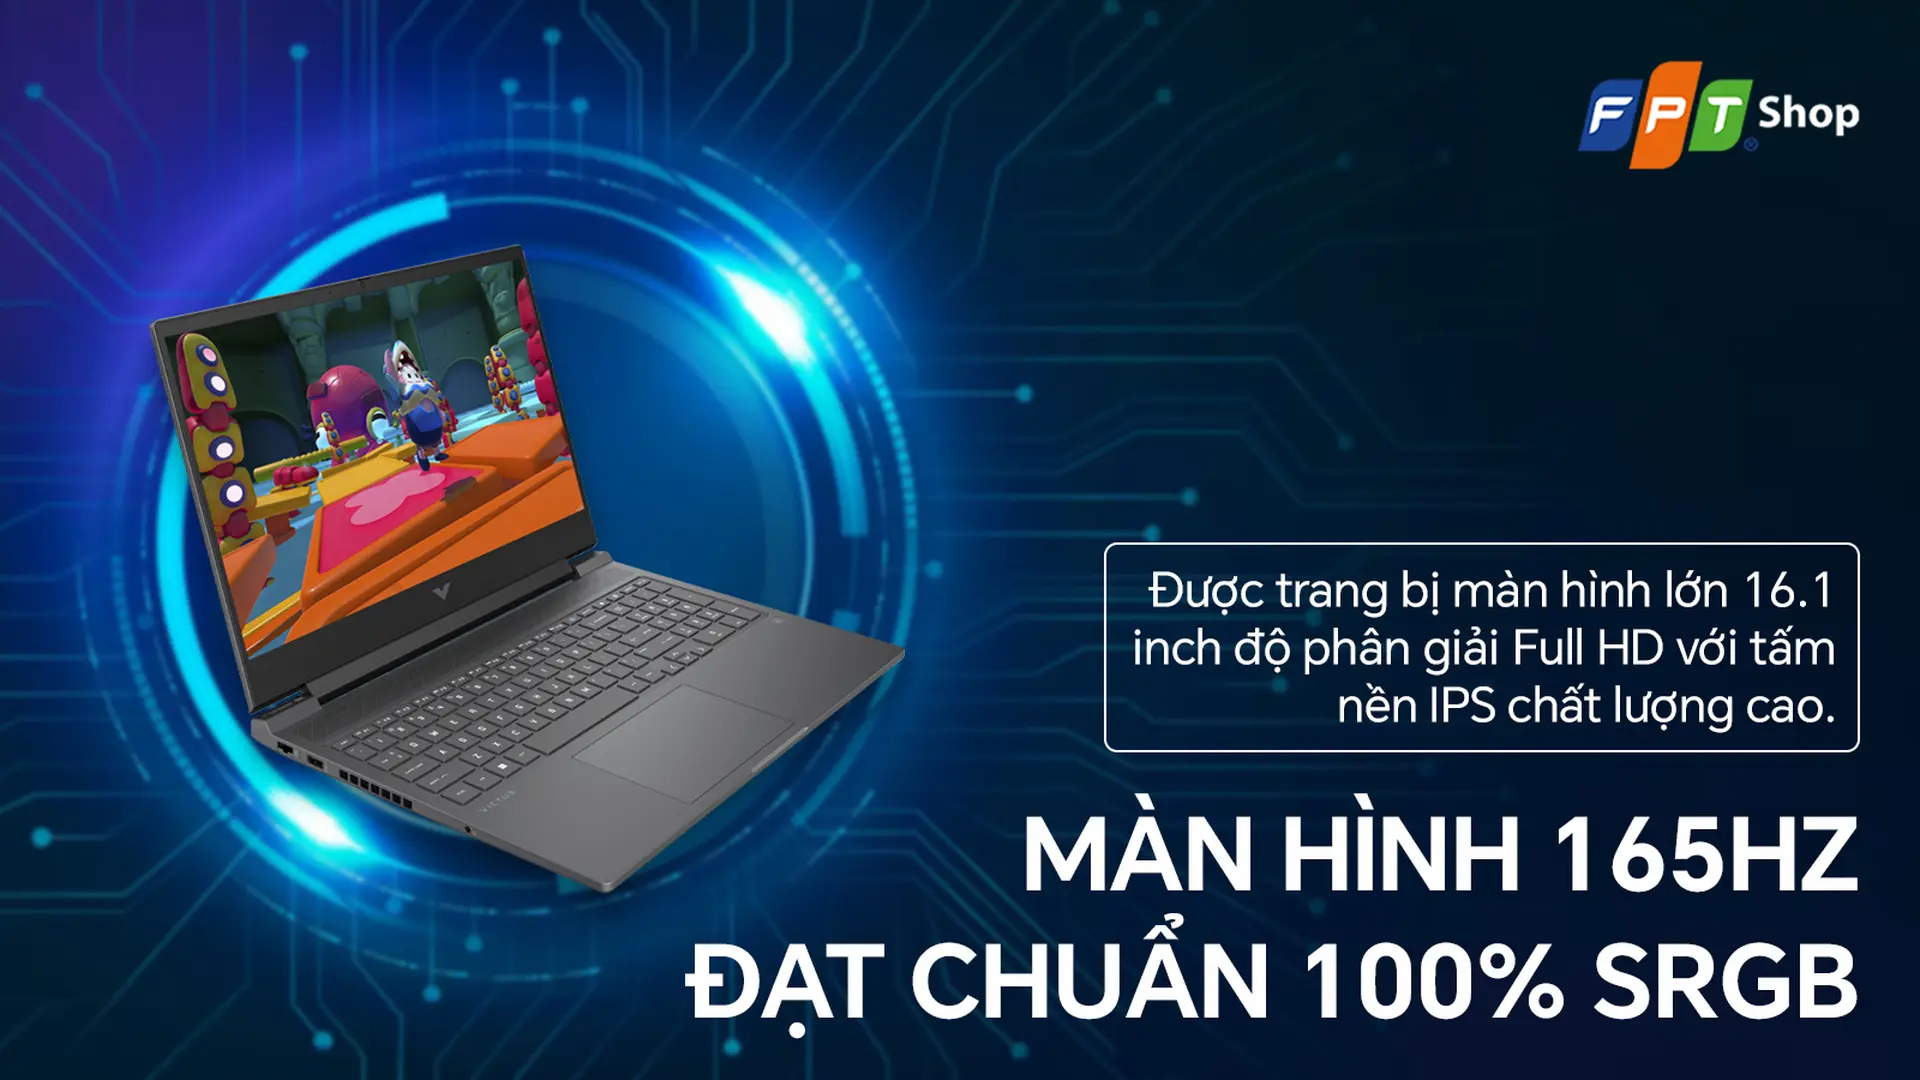 FPT Shop
Được trang bị màn hình lớn 16.1
inch độ phân giải Full HD với tấm
nền IPS chất lượng cao.
MÀN HÌNH 165HZ
ĐẠT CHUẨN 100% SRGB
VICTUS